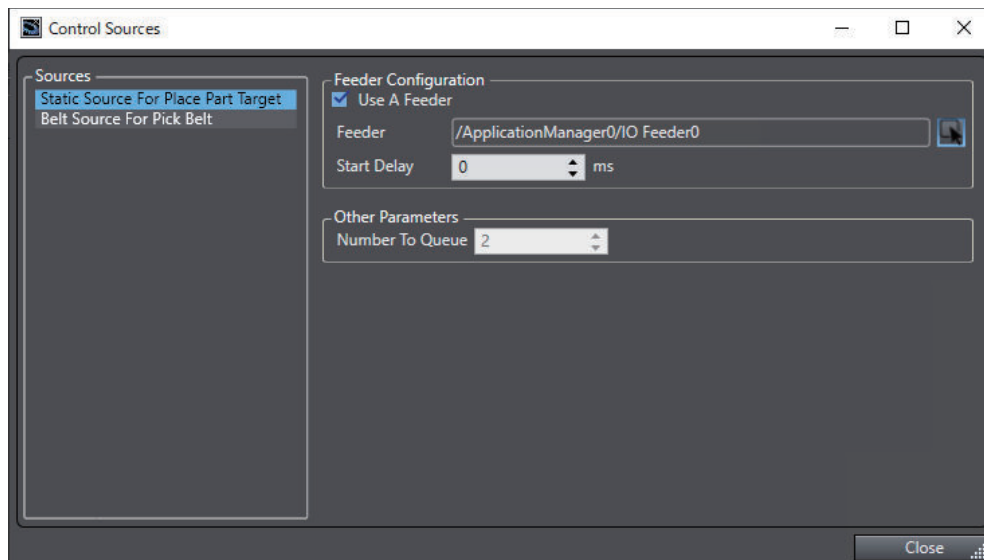 Control Sources
Sources
Static Source For Place Part Target
Belt Source For Pick Belt
Feeder Configuration
Use A Feeder
Feeder /ApplicationManager0/IO Feeder0
Start Delay 0 ms
Other Parameters
Number To Queue 2
Close